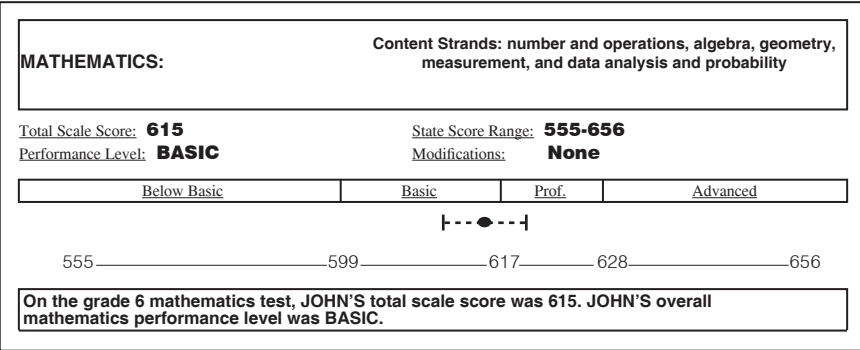 MATHEMATICS:
Content Strands: number and operations, algebra, geometry,
measurement, and data analysis and probability
Total Scale Score: 615
State Score Range: 555-656
Performance Level: BASIC
Modifications: None
Below Basic Basic Prof. Advanced
555 599 617 628 656
On the grade 6 mathematics test, JOHN'S total scale score was 615. JOHN'S overall
mathematics performance level was BASIC.